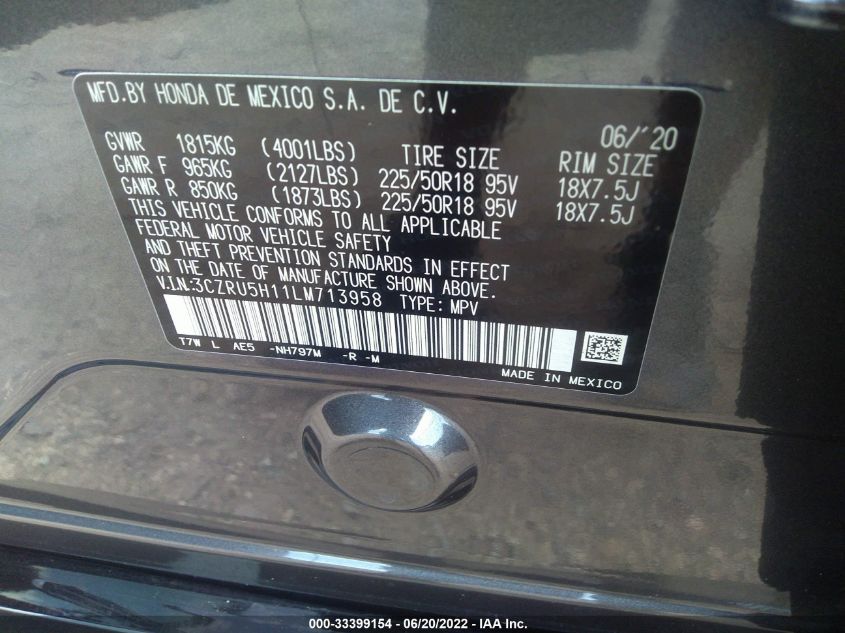 MFD.BY HONDA DE MEXICO S.A. DE C.V.
06/'20
GVWR 1815KG (4001LBS) TIRE SIZE RIM SIZE
GAWR F 965KG (2127LBS) 225/50R18 95V 18X7.5J
GAWR R 850KG (1873LBS) 225/50R18 95V 18X7.5J
THIS VEHICLE CONFORMS TO ALL APPLICABLE
FEDERAL MOTOR VEHICLE SAFETY
AND THEFT PREVENTION STANDARDS IN EFFECT
ON THE DATE OF MANUFACTURE SHOWN ABOVE.
V.I.N.3CZRU5H11LM713958 TYPE: MPV
T7W L AE5 -NH797M -R -M
MADE IN MEXICO
000-33399154 - 06/20/2022 - IAA Inc.